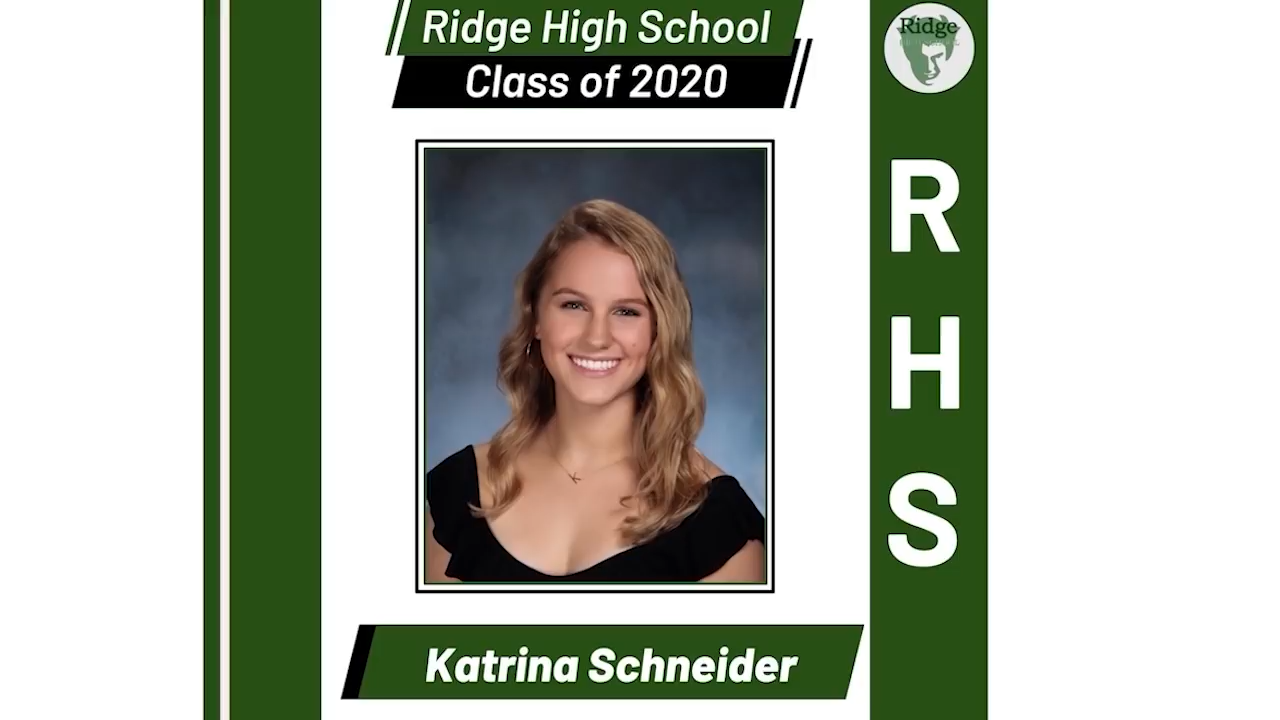 Ridge High School
Class of 2020
Ridge
R
H
S
Katrina Schneider